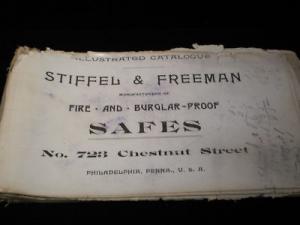 ILLUSTRATED CATALOGUE
STIFFEL & FREEMAN
MANUFACTURERS OF
FIRE - AND - BURGLAR-PROOF
SAFES
No. 723 Chestnut Street
PHILADELPHIA, PENNA., U. S. A.